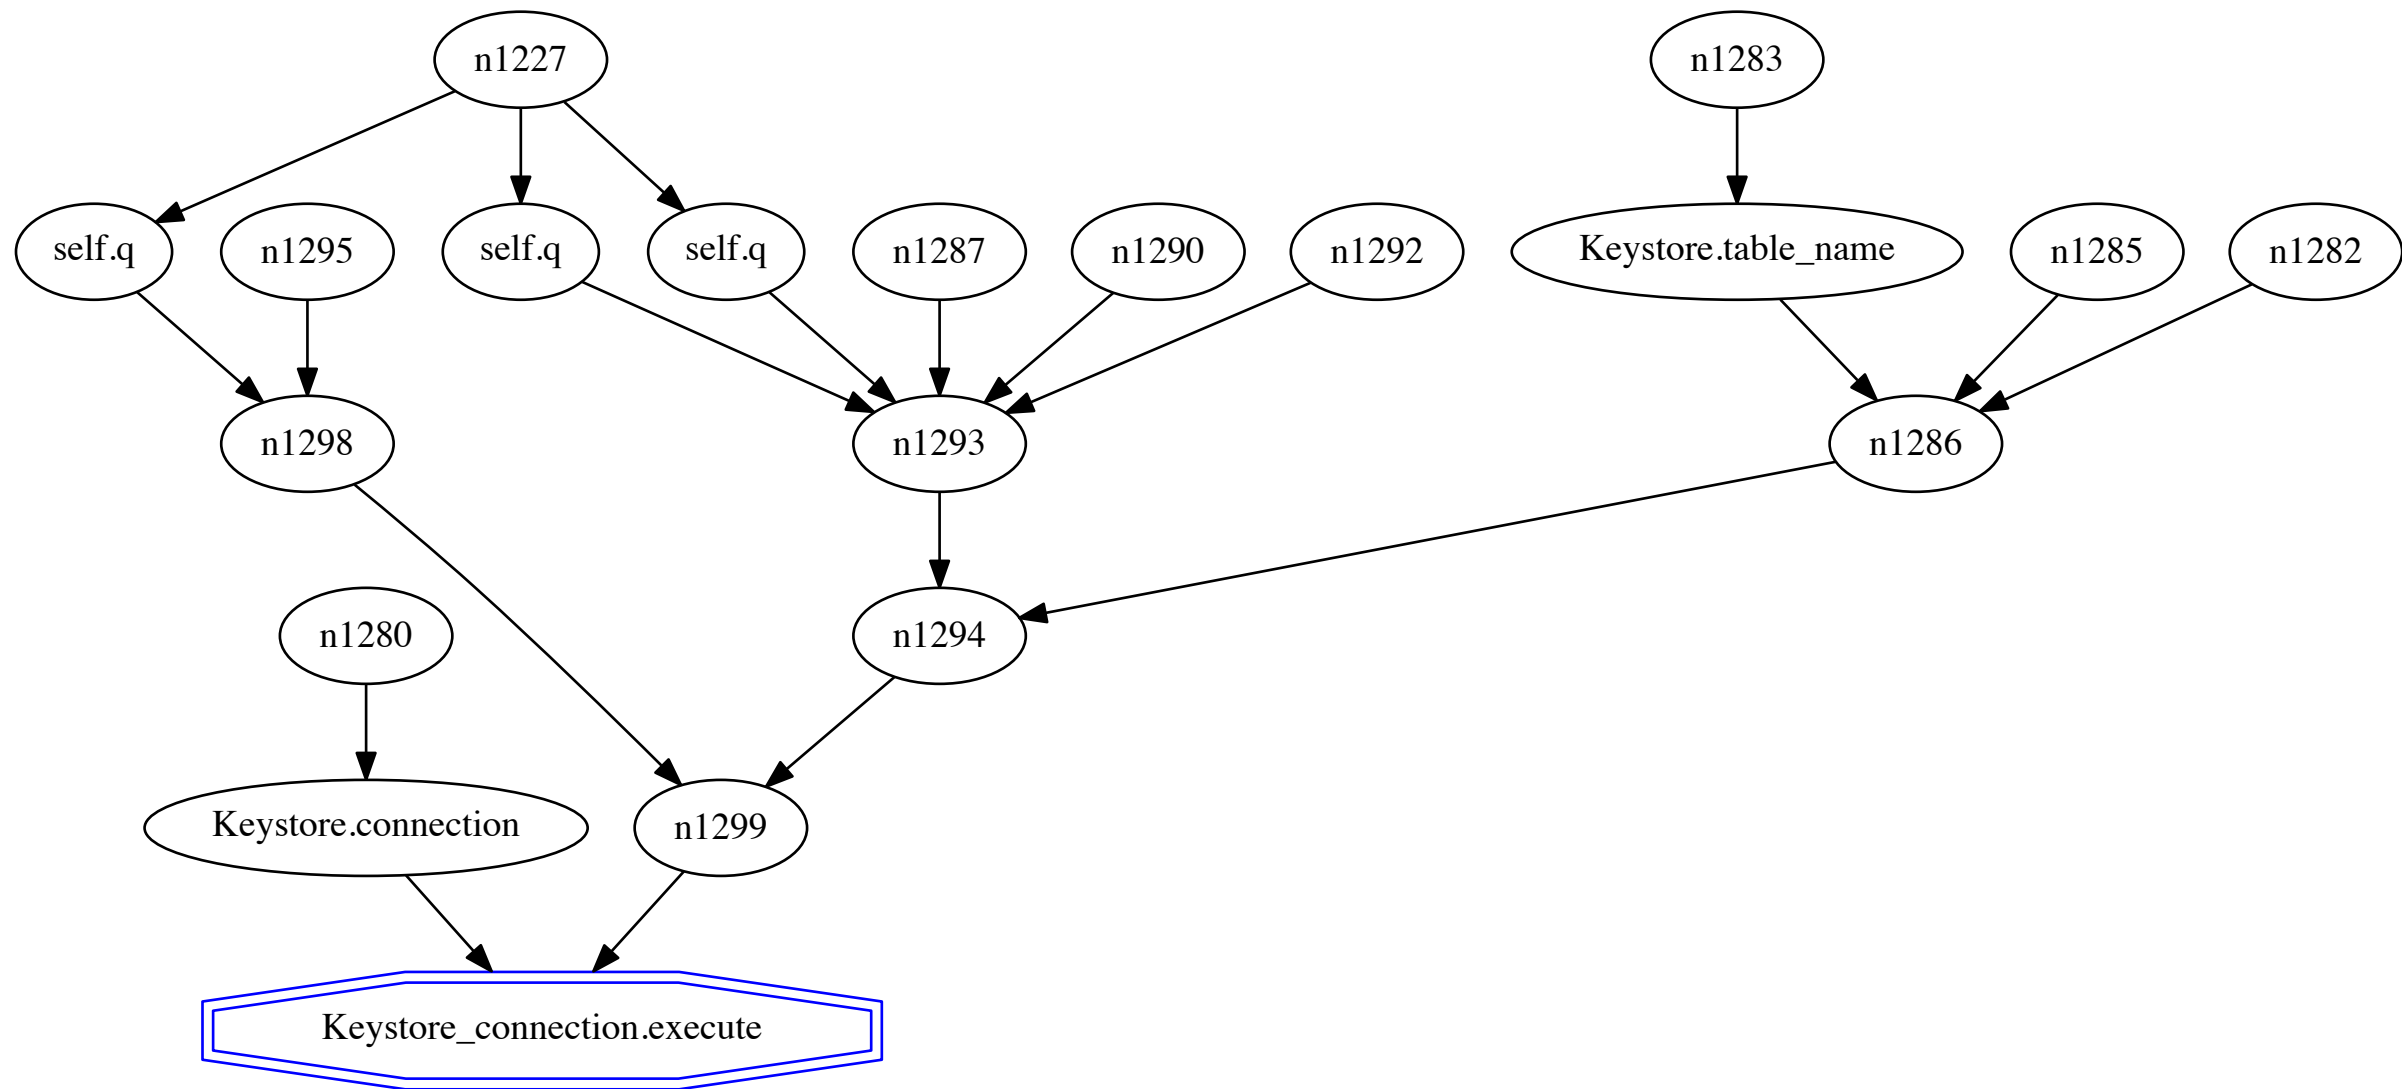 n1227
n1283
self.q
n1295
self.q
self.q
n1287
n1290
n1292
Keystore.table_name
n1285
n1282
n1298
n1293
n1286
n1280
n1294
Keystore.connection
n1299
Keystore_connection.execute